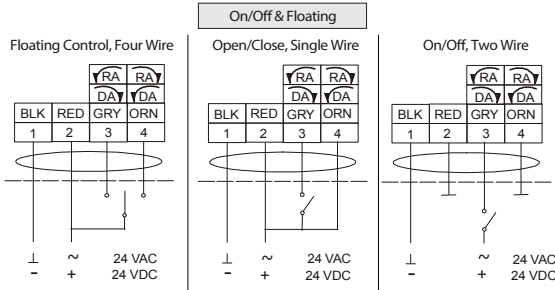 On/Off & Floating
Floating Control, Four Wire
RA RA
DA DA
BLK RED GRY ORN
1 2 3 4
⊥ ~ 24 VAC
- + 24 VDC
Open/Close, Single Wire
RA RA
DA DA
BLK RED GRY ORN
1 2 3 4
⊥ ~ 24 VAC
- + 24 VDC
On/Off, Two Wire
RA RA
DA DA
BLK RED GRY ORN
1 2 3 4
⊥ ~ 24 VAC
- + 24 VDC